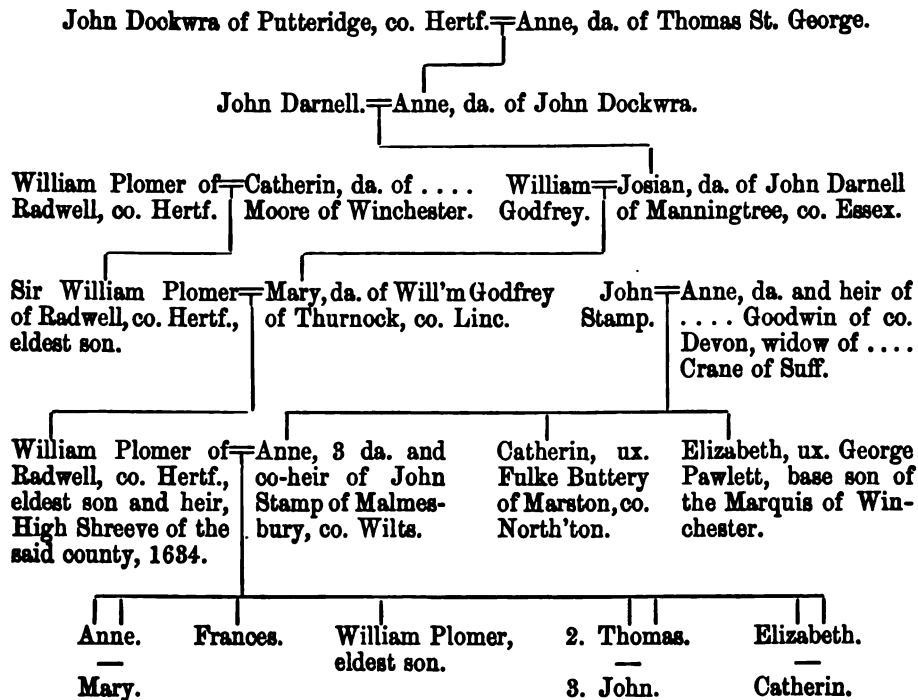 John Dockwra of Putteridge, co. Hertf.=Anne, da. of Thomas St. George.
John Darnell.=Anne, da. of John Dockwra.
William Plomer of=Catherin, da. of ....
Radwell, co. Hertf. Moore of Winchester.
William=Josian, da. of John Darnell
Godfrey. of Manningtree, co. Essex.
Sir William Plomer=Mary, da. of Will'm Godfrey
of Radwell, co. Hertf., of Thurnock, co. Linc.
eldest son.
John=Anne, da. and heir of
Stamp. .... Goodwin of co.
Devon, widow of ....
Crane of Suff.
William Plomer of=Anne, 3 da. and
Radwell, co. Hertf., co-heir of John
eldest son and heir, Stamp of Malmes-
High Shreeve of the bury, co. Wilts.
said county, 1634.
Catherin, ux.
Fulke Buttery
of Marston, co.
North'ton.
Elizabeth, ux. George
Pawlett, base son of
the Marquis of Win-
chester.
Anne.
Mary.
Frances.
William Plomer,
eldest son.
2. Thomas.
3. John.
Elizabeth.
Catherin.